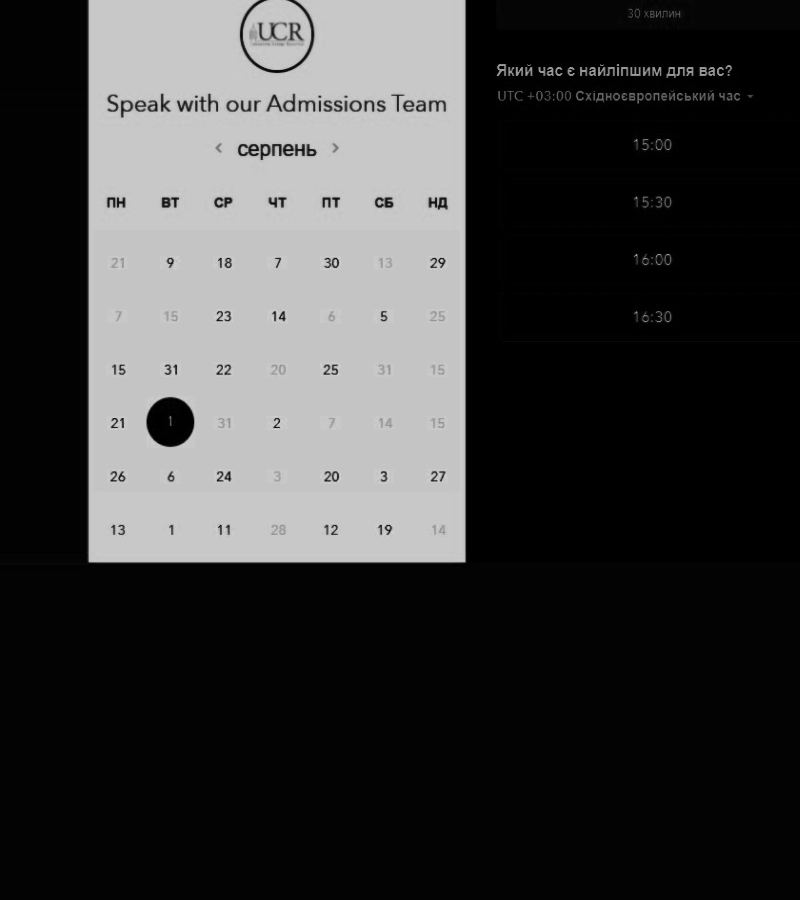 UCR
Speak with our Admissions Team
серпень
ПН ВТ СР ЧТ ПТ СБ НД
21 9 18 7 30 13 29
7 15 23 14 6 5 25
15 31 22 20 25 31 15
21 1 31 2 7 14 15
26 6 24 3 20 3 27
13 1 11 28 12 19 14
30 хвилин
Який час є найліпшим для вас?
UTC +03:00 Східноєвропейський час
15:00
15:30
16:00
16:30